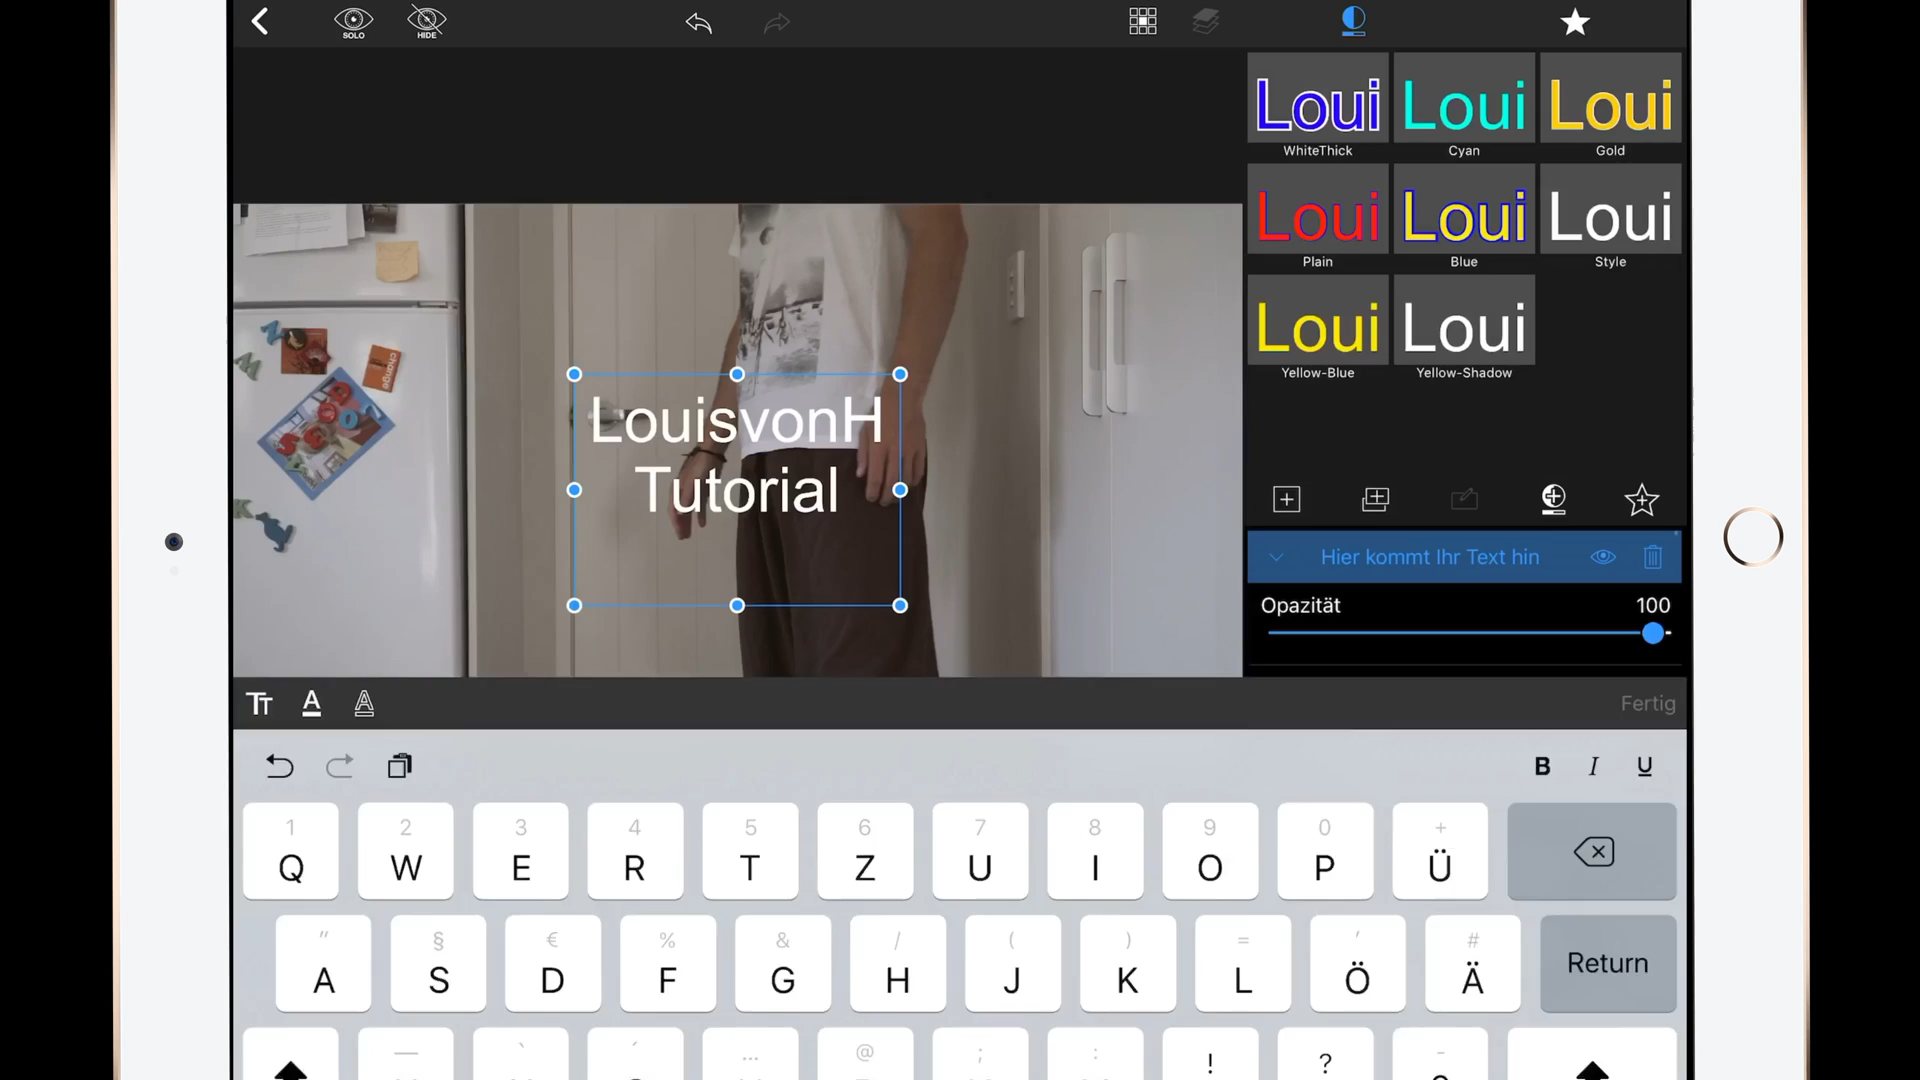 SOLO
HIDE
Loui
Loui
Loui
WhiteThick
Cyan
Gold
Loui
Loui
Loui
Plain
Blue
Style
Loui
Loui
Yellow-Blue
Yellow-Shadow
LouisvonH
Tutorial
Hier kommt Ihr Text hin
Opazität
100
TT
A
A
Fertig
B
I
U
1 2 3 4 5 6 7 8 9 0 +
Q W E R T Z U I O P Ü
" § € % & / ( ) = ' #
A S D F G H J K L Ö Ä
Return
— ` ´ ... @ ; : ! ? -
change